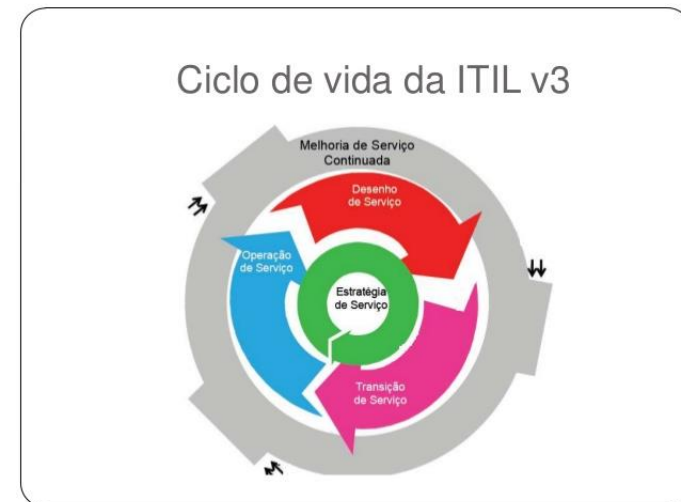 Ciclo de vida da ITIL v3
Melhoria de Serviço
Continuada
Desenho
de Serviço
Operação
de Serviço
Estratégia
de Serviço
Transição
de Serviço